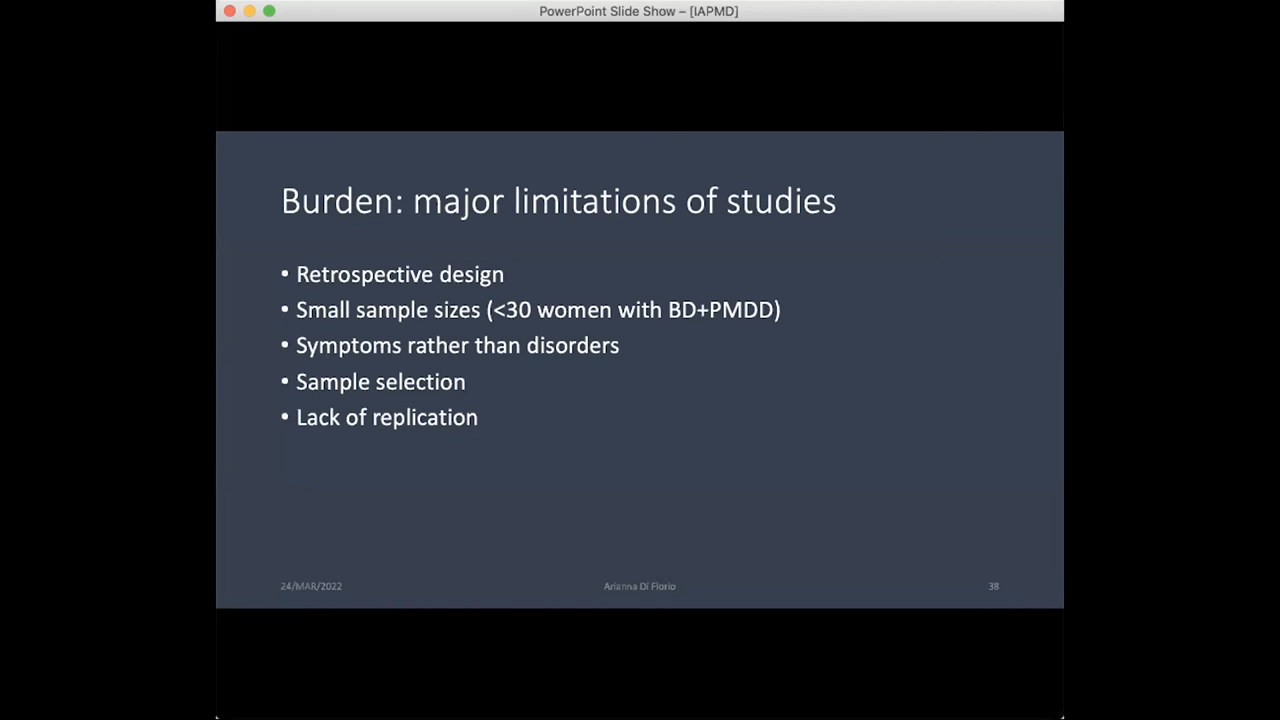 PowerPoint Slide Show – [IAPMD]
Burden: major limitations of studies
• Retrospective design
• Small sample sizes (<30 women with BD+PMDD)
• Symptoms rather than disorders
• Sample selection
• Lack of replication
24/MAR/2022
Arianna Di Florio
38